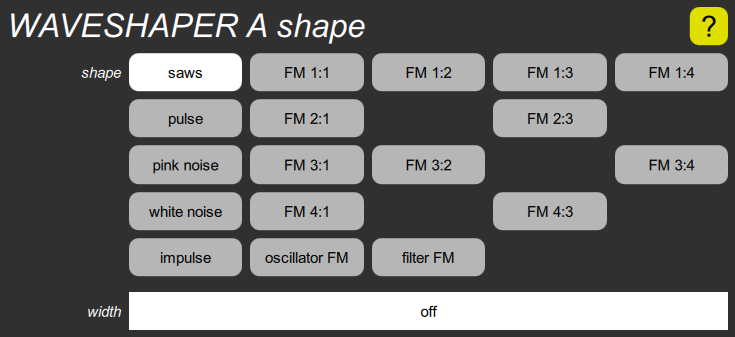 WAVESHAPER A shape ?
shape saws FM 1:1 FM 1:2 FM 1:3 FM 1:4
pulse FM 2:1 FM 2:3
pink noise FM 3:1 FM 3:2 FM 3:4
white noise FM 4:1 FM 4:3
impulse oscillator FM filter FM
width off